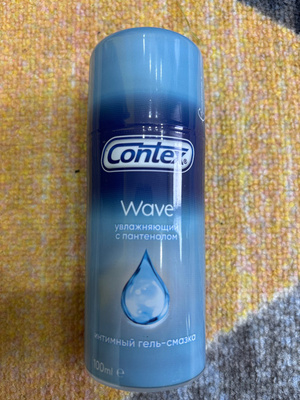 Contex®
Wave
увлажняющий
с пантенолом
интимный гель-смазка
100ml ℮